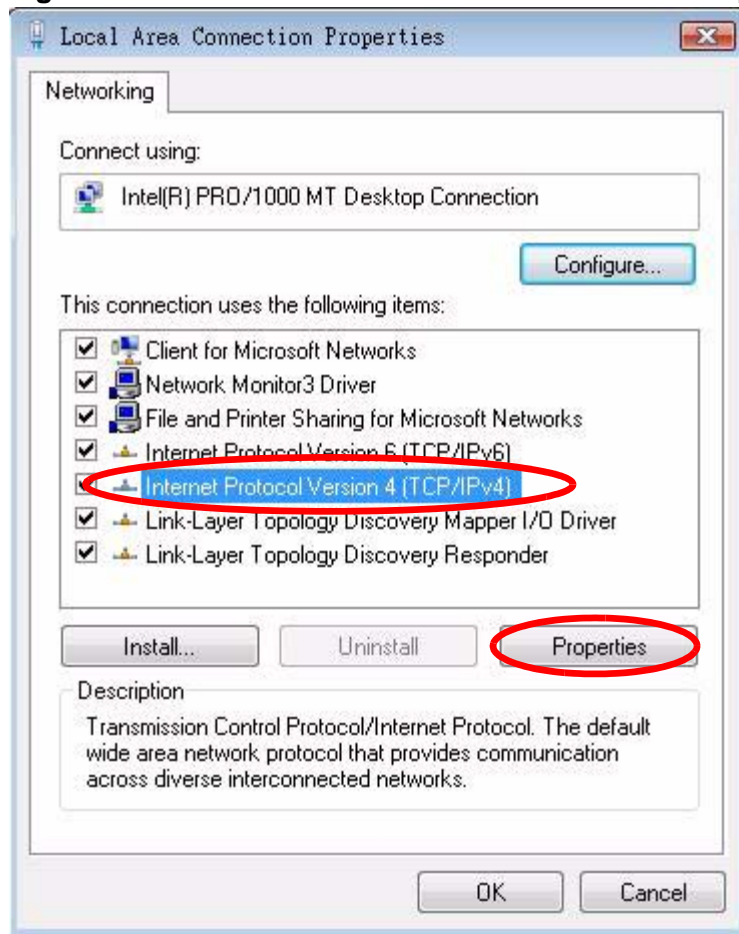 Local Area Connection Properties
Networking
Connect using:
Intel(R) PRO/1000 MT Desktop Connection
Configure...
This connection uses the following items:
Client for Microsoft Networks
Network Monitor3 Driver
File and Printer Sharing for Microsoft Networks
Internet Protocol Version 6 (TCP/IPv6)
Internet Protocol Version 4 (TCP/IPv4)
Link-Layer Topology Discovery Mapper I/O Driver
Link-Layer Topology Discovery Responder
Install...
Uninstall
Properties
Description
Transmission Control Protocol/Internet Protocol. The default
wide area network protocol that provides communication
across diverse interconnected networks.
OK
Cancel